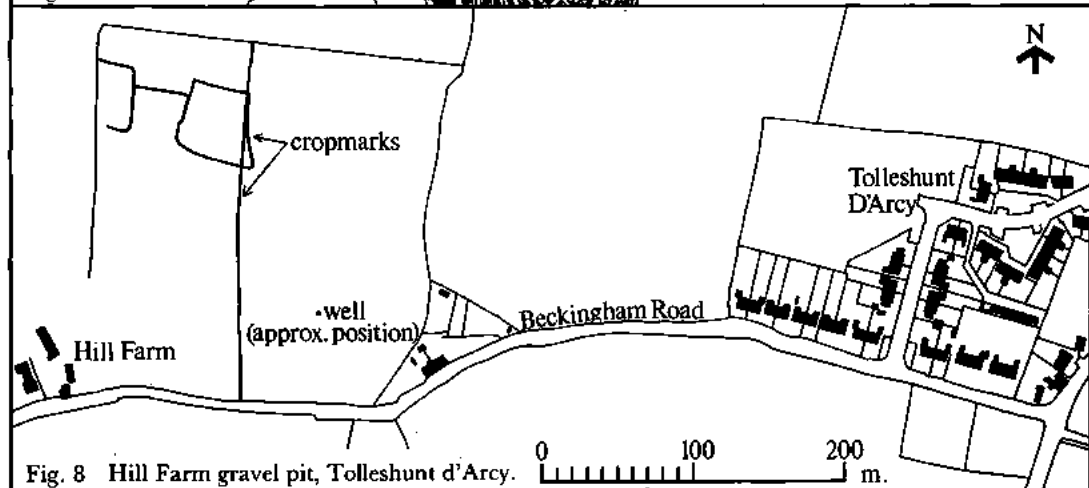 N
cropmarks
Tolleshunt
D'Arcy
well
(approx. position)
Beckingham Road
Hill Farm
0 100 200
m.
Fig. 8 Hill Farm gravel pit, Tolleshunt d'Arcy.